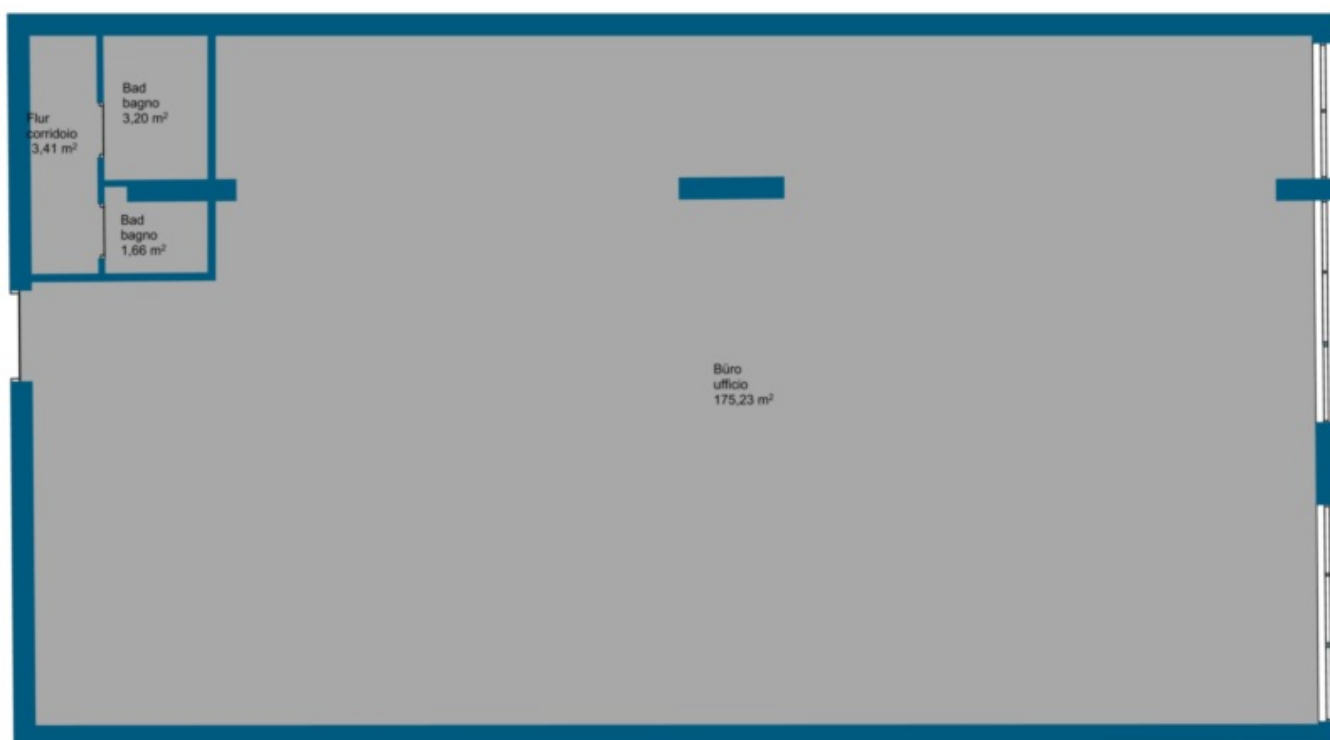 Bad
bagno
3,20 m²
Flur
corridoio
3,41 m²
Bad
bagno
1,66 m²
Büro
ufficio
175,23 m²